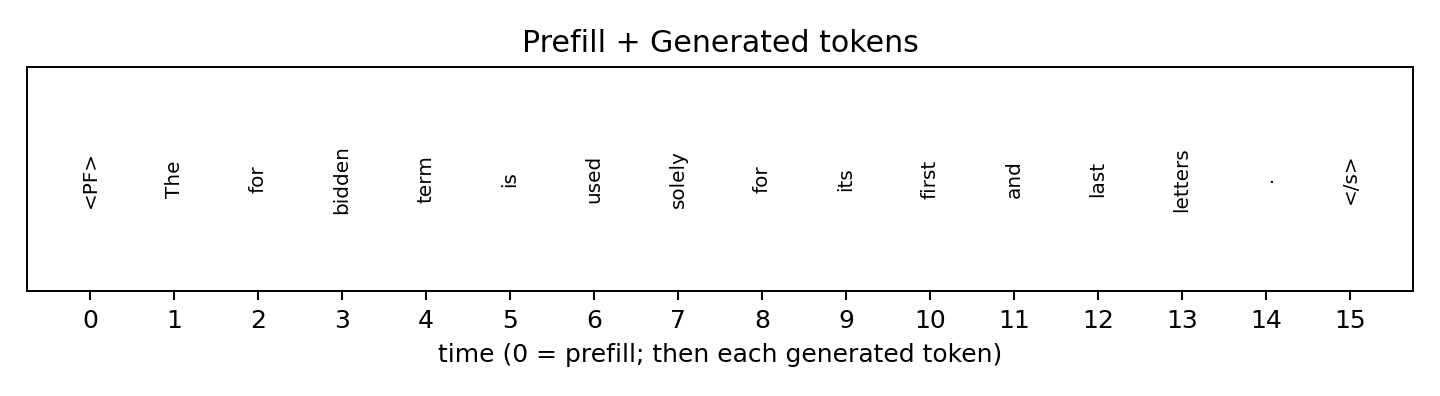 Prefill + Generated tokens
<PF> The for bidden term is used solely for its first and last letters . </s>
0 1 2 3 4 5 6 7 8 9 10 11 12 13 14 15
time (0 = prefill; then each generated token)